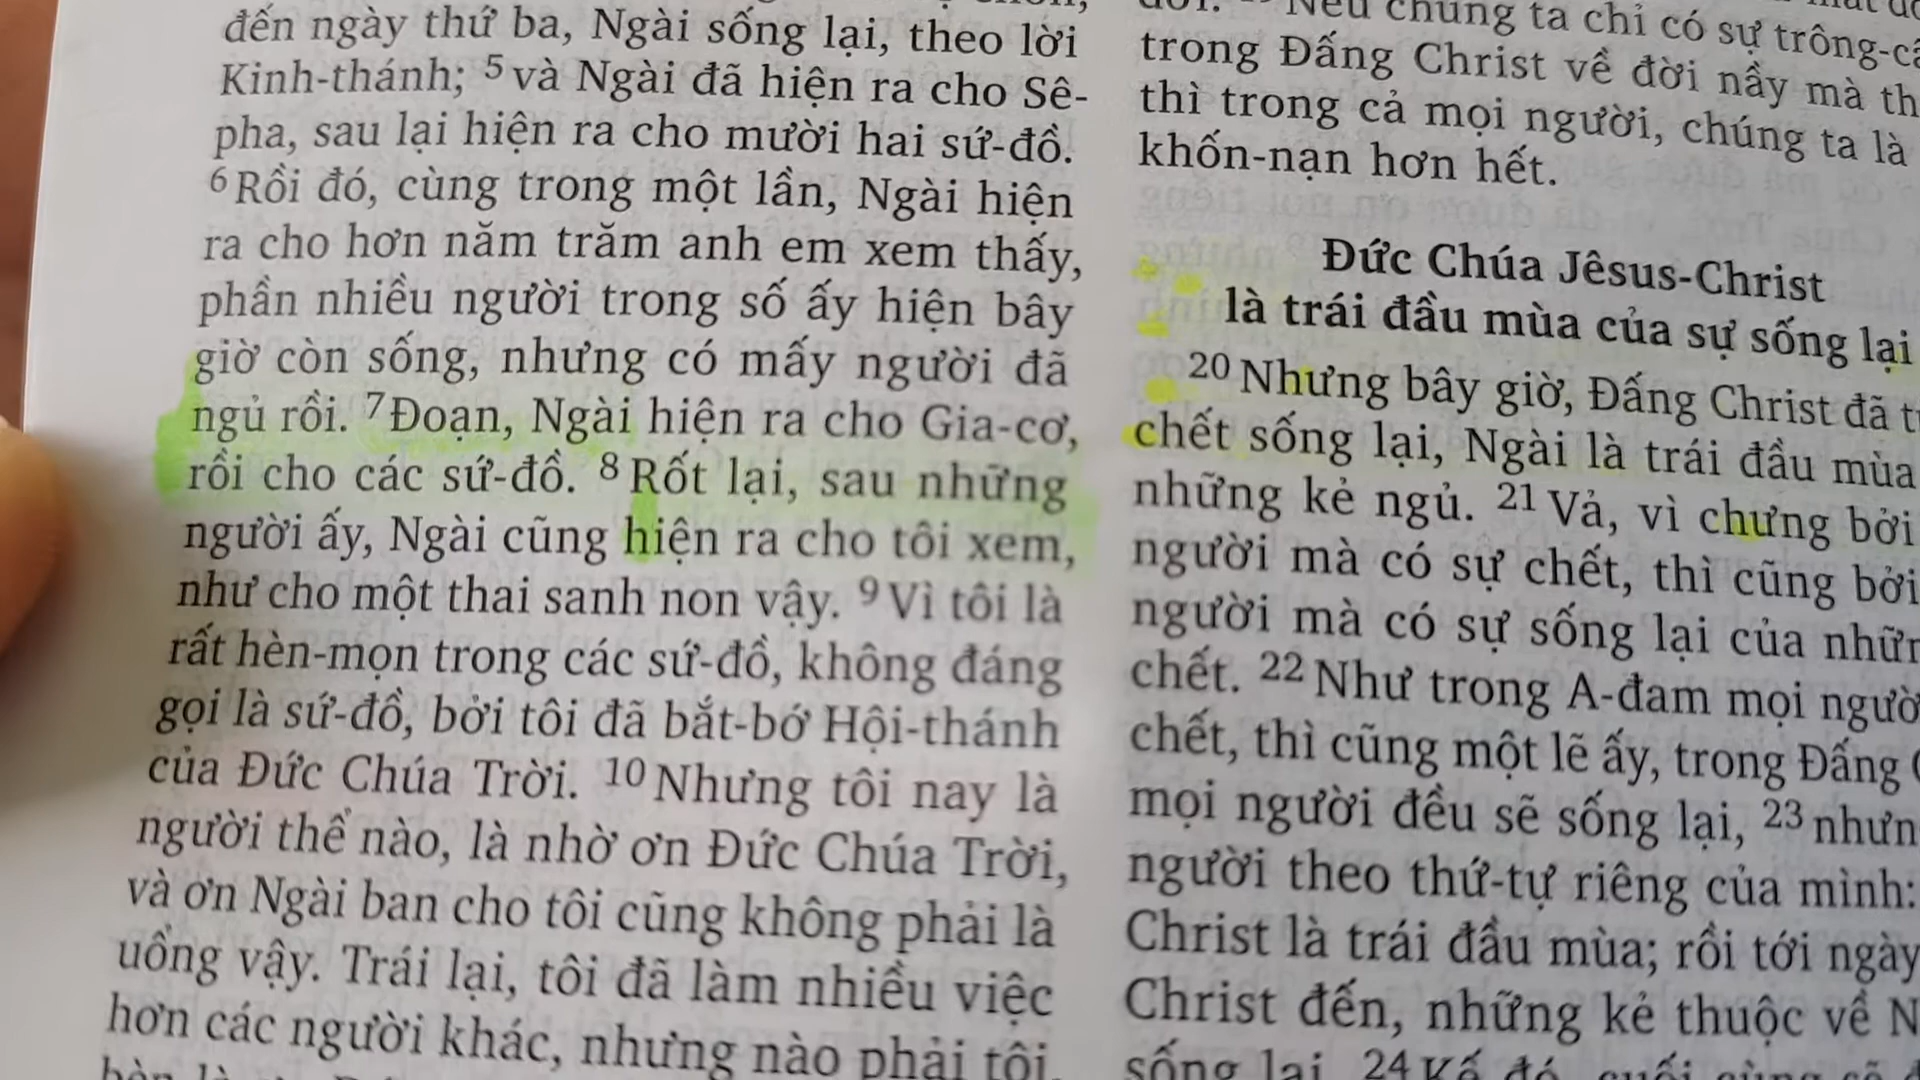 đến ngày thứ ba, Ngài sống lại, theo lời
Kinh-thánh; 5 và Ngài đã hiện ra cho Sê-
pha, sau lại hiện ra cho mười hai sứ-đồ.
6 Rồi đó, cùng trong một lần, Ngài hiện
ra cho hơn năm trăm anh em xem thấy,
phần nhiều người trong số ấy hiện bây
giờ còn sống, nhưng có mấy người đã
ngủ rồi. 7 Đoạn, Ngài hiện ra cho Gia-cơ,
rồi cho các sứ-đồ. 8 Rốt lại, sau những
người ấy, Ngài cũng hiện ra cho tôi xem,
như cho một thai sanh non vậy. 9 Vì tôi là
rất hèn-mọn trong các sứ-đồ, không đáng
gọi là sứ-đồ, bởi tôi đã bắt-bớ Hội-thánh
của Đức Chúa Trời. 10 Nhưng tôi nay là
người thể nào, là nhờ ơn Đức Chúa Trời,
và ơn Ngài ban cho tôi cũng không phải là
uổng vậy. Trái lại, tôi đã làm nhiều việc
hơn các người khác, nhưng nào phải tôi,
Nếu chúng ta chỉ có sự
trong Đấng Christ về đời nầy mà
thì trong cả mọi người, chúng ta là
khốn-nạn hơn hết.
Đức Chúa Jêsus-Christ
là trái đầu mùa của sự sống lại
20 Nhưng bây giờ, Đấng Christ đã
chết sống lại, Ngài là trái đầu mùa
những kẻ ngủ. 21 Vả, vì chưng bởi
người mà có sự chết, thì cũng bởi
người mà có sự sống lại của
chết. 22 Như trong A-đam mọi
chết, thì cũng một lẽ ấy, trong Đấng
mọi người đều sẽ sống lại, 23
người theo thứ-tự riêng của mình:
Christ là trái đầu mùa; rồi tới ngày
Christ đến, những kẻ thuộc về
sống lại. 24 Kế đó, cuối cùng sẽ